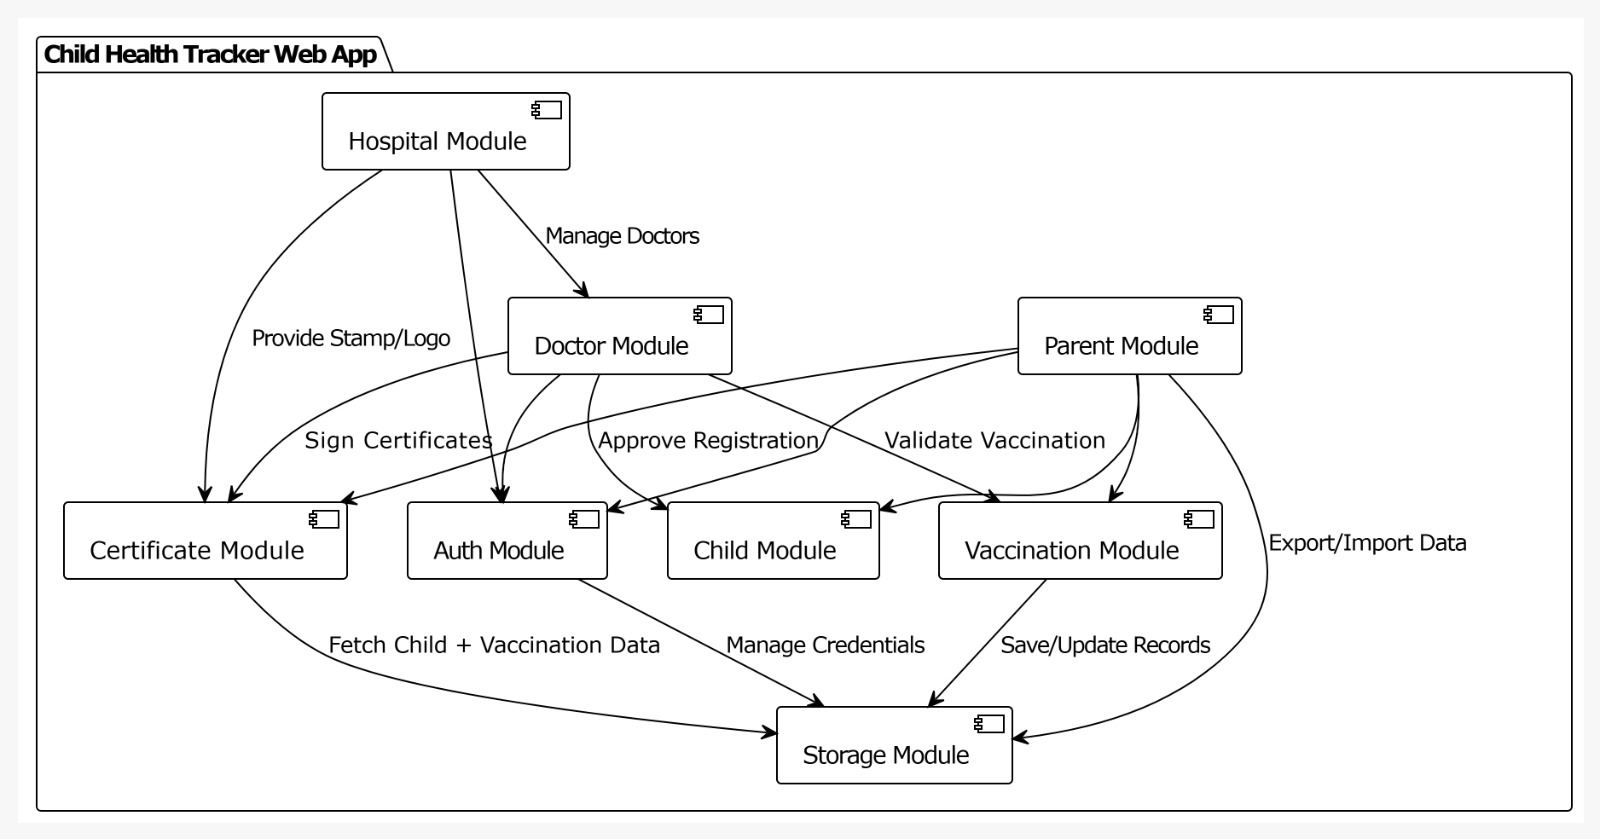 Child Health Tracker Web App
Hospital Module
Manage Doctors
Provide Stamp/Logo
Doctor Module
Parent Module
Sign Certificates
Approve Registration
Validate Vaccination
Certificate Module
Auth Module
Child Module
Vaccination Module
Export/Import Data
Fetch Child + Vaccination Data
Manage Credentials
Save/Update Records
Storage Module